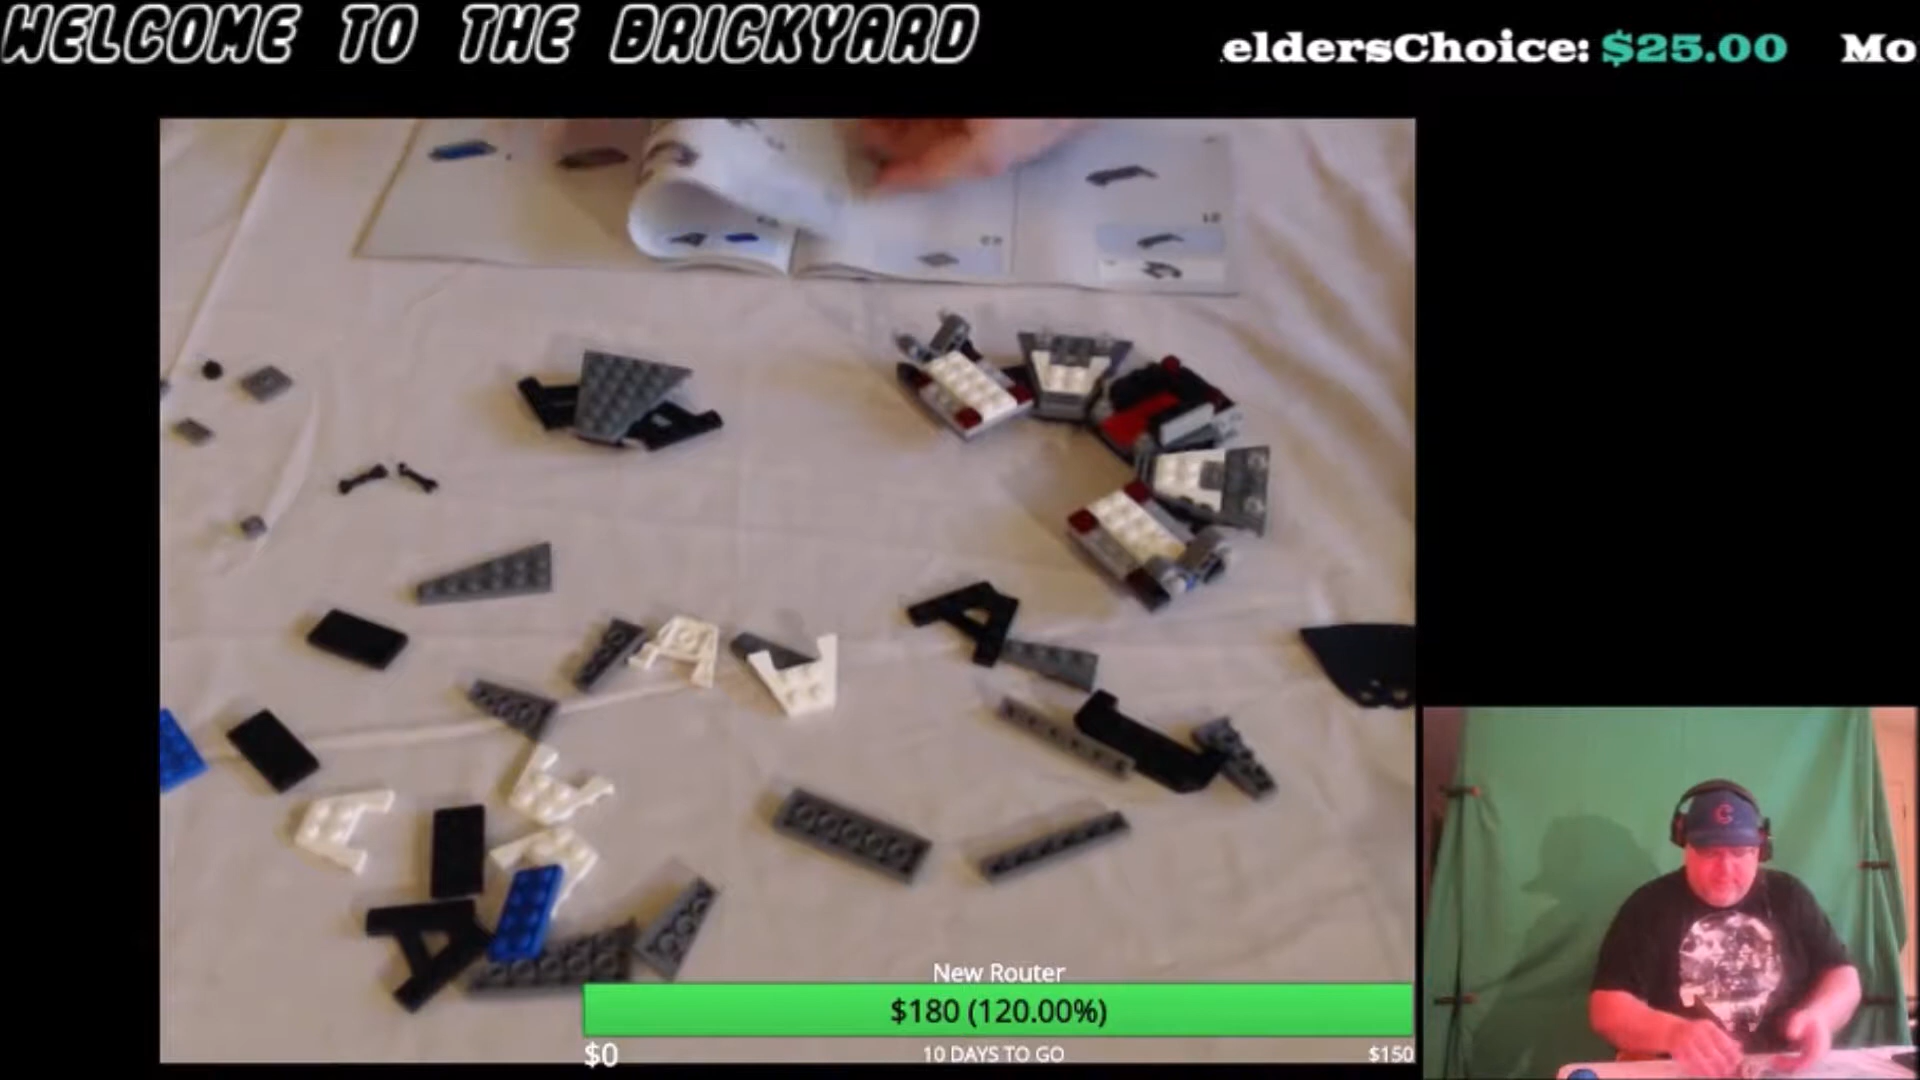 WELCOME TO THE BRICKYARD
eldersChoice: $25.00 Mo
New Router
$180 (120.00%)
$0 10 DAYS TO GO $150
C